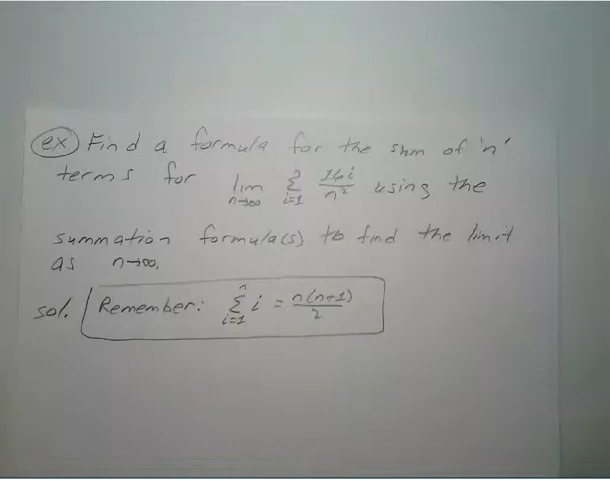 ex Find a formula for the sum of 'n'
terms for lim n→∞ Σ i=1 n 16i/n² using the
summation formula(s) to find the limit
as n→∞.
sol. Remember: Σ i=1 n i = n(n+1)/2